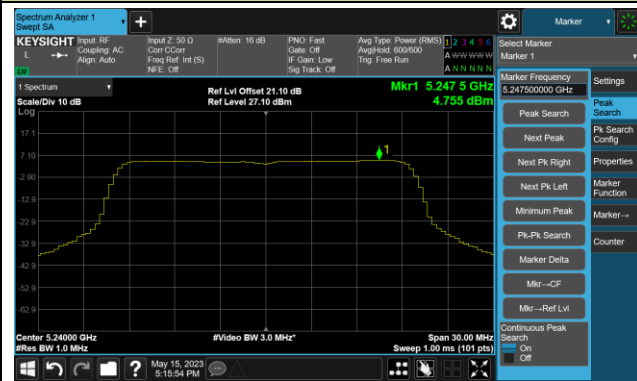 Spectrum Analyzer 1
Swept SA
Marker
KEYSIGHT
L
LXI
Input: RF
Coupling: AC
Align: Auto
Input Z: 50 Ω
Corr CCorr
Freq Ref: Int (S)
NFE: Off
#Atten: 16 dB
PNO: Fast
Gate: Off
IF Gain: Low
Sig Track: Off
Avg Type: Power (RMS)
Avg|Hold: 600/600
Trig: Free Run
1 2 3 4 5 6
A W W W W W
A N N N N N
Select Marker
Marker 1
1 Spectrum
Scale/Div 10 dB
Log
Ref Lvl Offset 21.10 dB
Ref Level 27.10 dBm
Mkr1 5.247 5 GHz
4.755 dBm
17.1
7.10
-2.90
-12.9
-22.9
-32.9
-42.9
-52.9
-62.9
1
Center 5.24000 GHz
#Res BW 1.0 MHz
#Video BW 3.0 MHz*
Span 30.00 MHz
Sweep 1.00 ms (101 pts)
Marker Frequency
5.247500000 GHz
Peak Search
Next Peak
Next Pk Right
Next Pk Left
Minimum Peak
Pk-Pk Search
Marker Delta
Mkr→CF
Mkr→Ref Lvl
Continuous Peak
Search
On
Off
Settings
Peak
Search
Pk Search
Config
Properties
Marker
Function
Marker→
Counter
May 15, 2023
5:15:54 PM